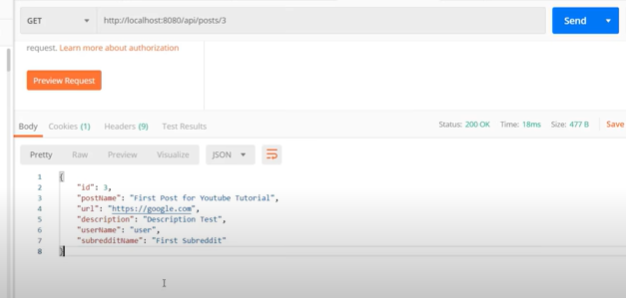 GET http://localhost:8080/api/posts/3 Send
request. Learn more about authorization
Preview Request
Body Cookies (1) Headers (9) Test Results Status: 200 OK Time: 18ms Size: 477 B Save
Pretty Raw Preview Visualize JSON
1 {
2 "id": 3,
3 "postName": "First Post for Youtube Tutorial",
4 "url": "https://google.com",
5 "description": "Description Test",
6 "userName": "user",
7 "subredditName": "First Subreddit"
8 }